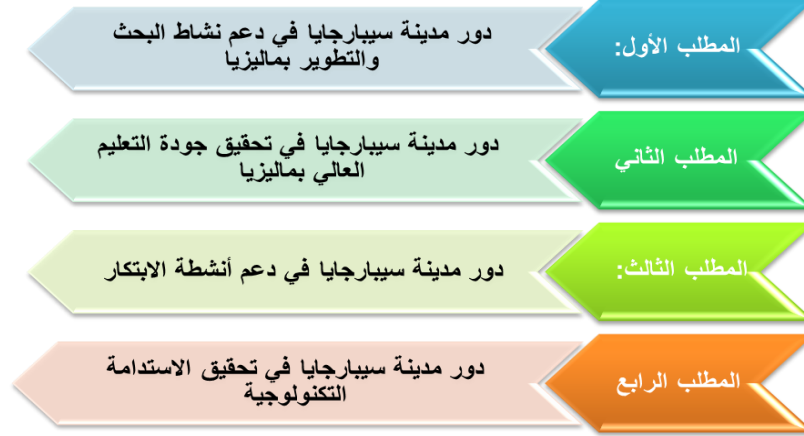 المطلب الأول:
دور مدينة سيبارجايا في دعم نشاط البحث
والتطوير بماليزيا
المطلب الثاني
دور مدينة سيبارجايا في تحقيق جودة التعليم
العالي بماليزيا
المطلب الثالث:
دور مدينة سيبارجايا في دعم أنشطة الابتكار
المطلب الرابع
دور مدينة سيبارجايا في تحقيق الاستدامة
التكنولوجية